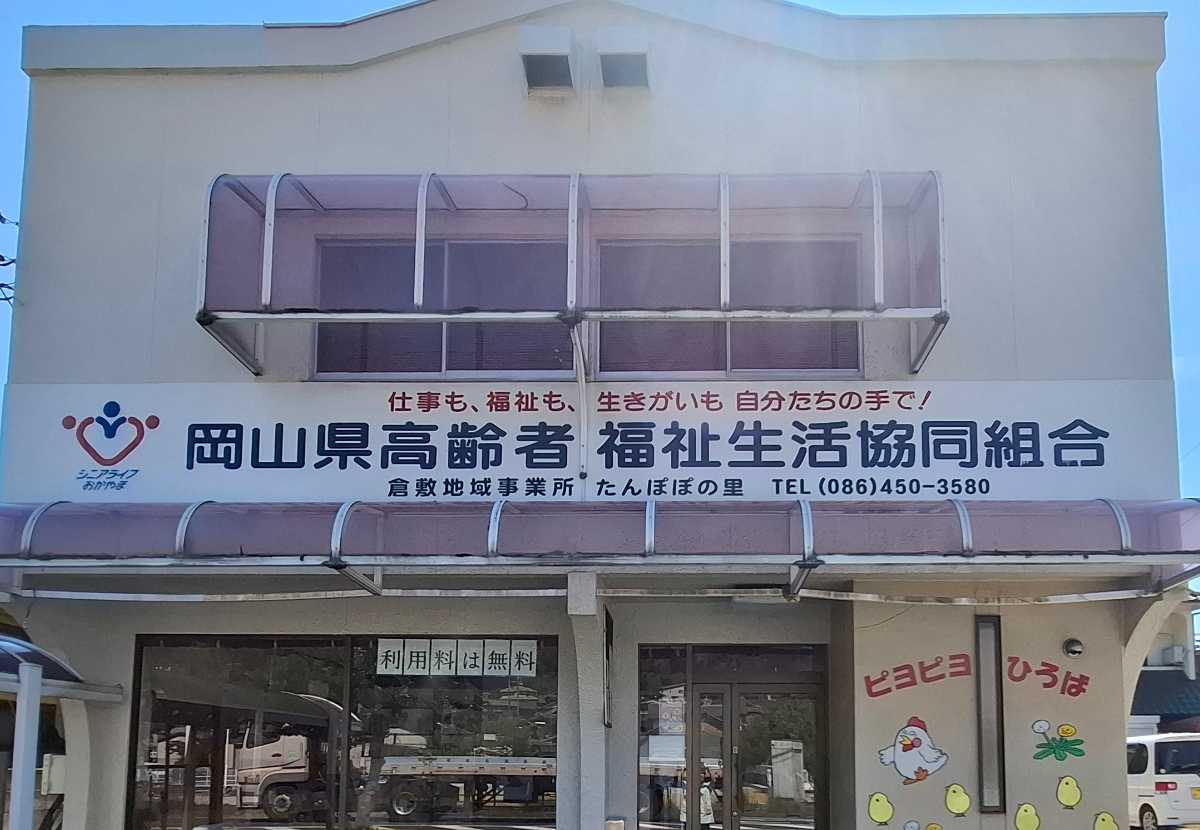 仕事も、福祉も、生きがいも 自分たちの手で！
岡山県高齢者 福祉生活協同組合
シニアライフ
おかやま
倉敷地域事業所 たんぽぽの里 TEL(086)450-3580
利用料は無料
ピヨピヨ ひろば